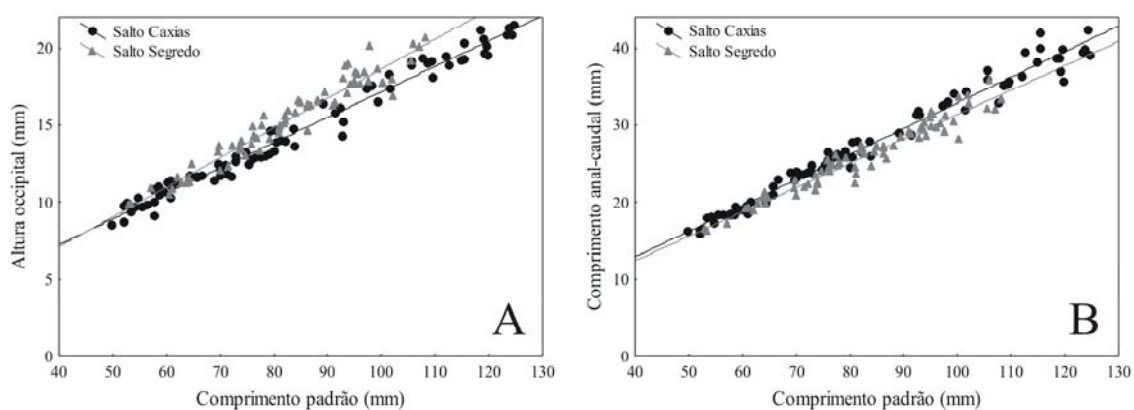 Salto Caxias
Salto Segredo
20
15
10
5
0
40 50 60 70 80 90 100 110 120 130
Altura occipital (mm)
Comprimento padrão (mm)
A
Salto Caxias
Salto Segredo
40
30
20
10
0
40 50 60 70 80 90 100 110 120 130
Comprimento anal-caudal (mm)
Comprimento padrão (mm)
B